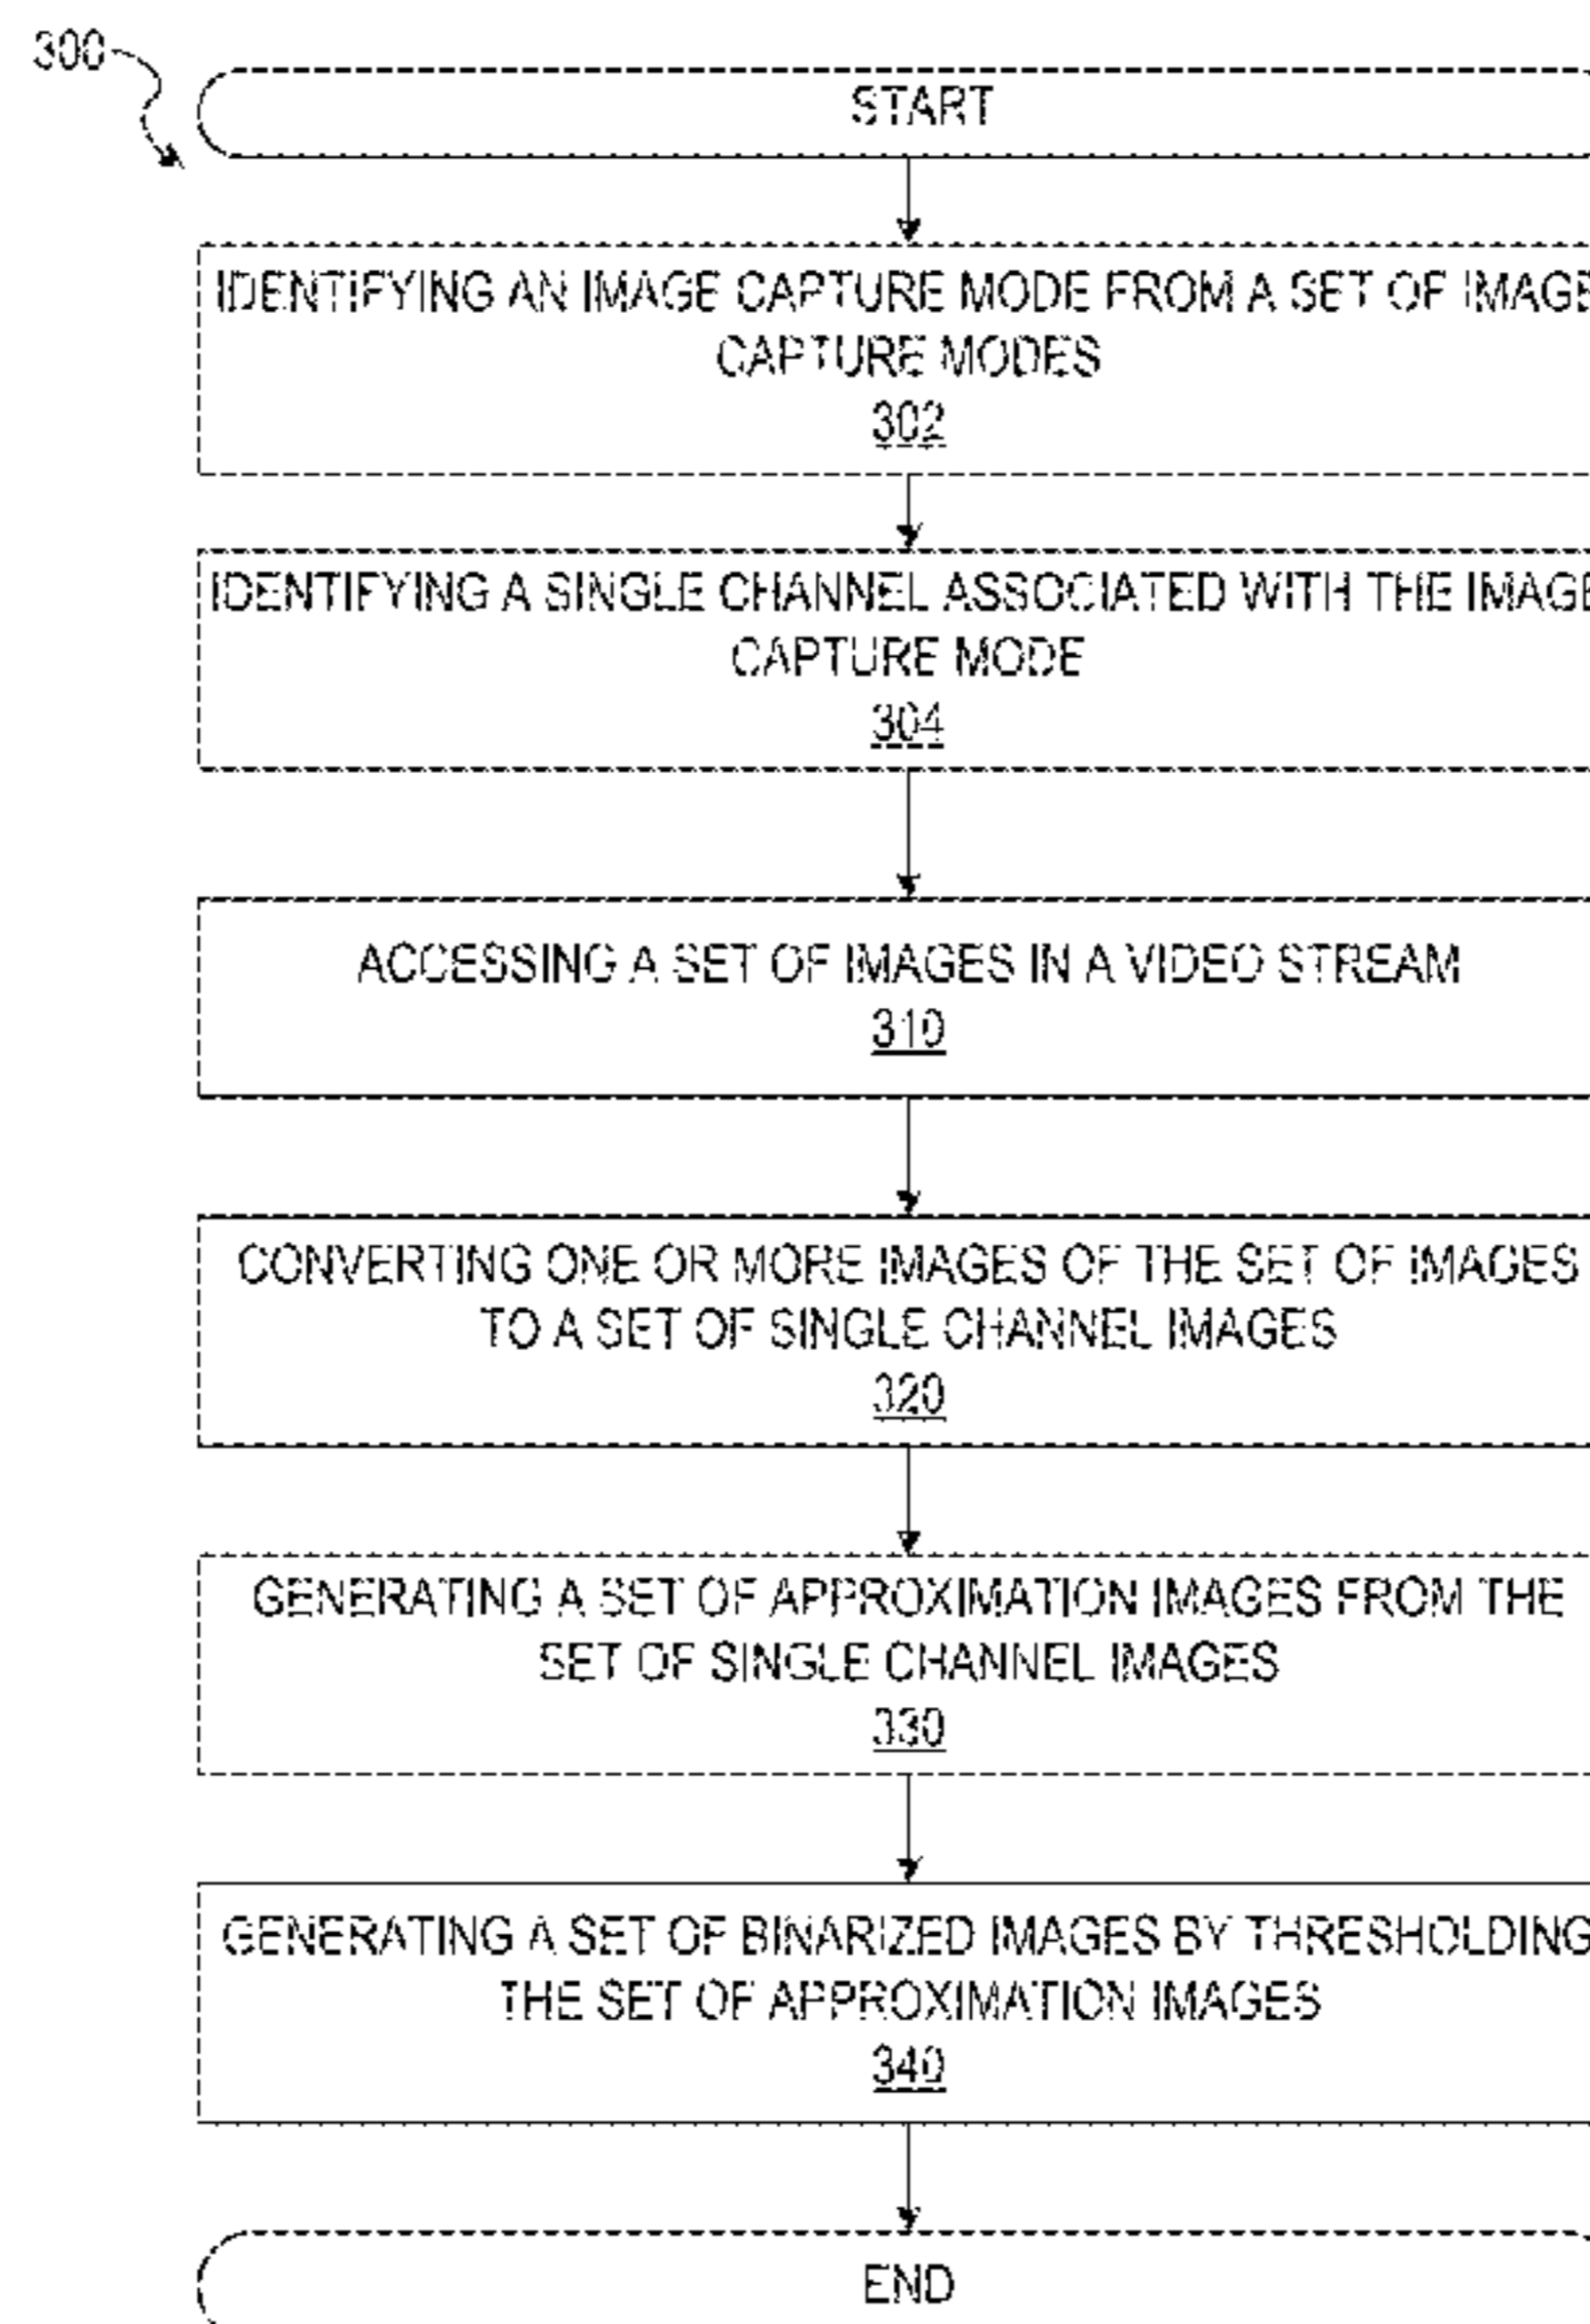 300
START
IDENTIFYING AN IMAGE CAPTURE MODE FROM A SET OF IMAGE
CAPTURE MODES
302
IDENTIFYING A SINGLE CHANNEL ASSOCIATED WITH THE IMAGE
CAPTURE MODE
304
ACCESSING A SET OF IMAGES IN A VIDEO STREAM
310
CONVERTING ONE OR MORE IMAGES OF THE SET OF IMAGES
TO A SET OF SINGLE CHANNEL IMAGES
320
GENERATING A SET OF APPROXIMATION IMAGES FROM THE
SET OF SINGLE CHANNEL IMAGES
330
GENERATING A SET OF BINARIZED IMAGES BY THRESHOLDING
THE SET OF APPROXIMATION IMAGES
340
END